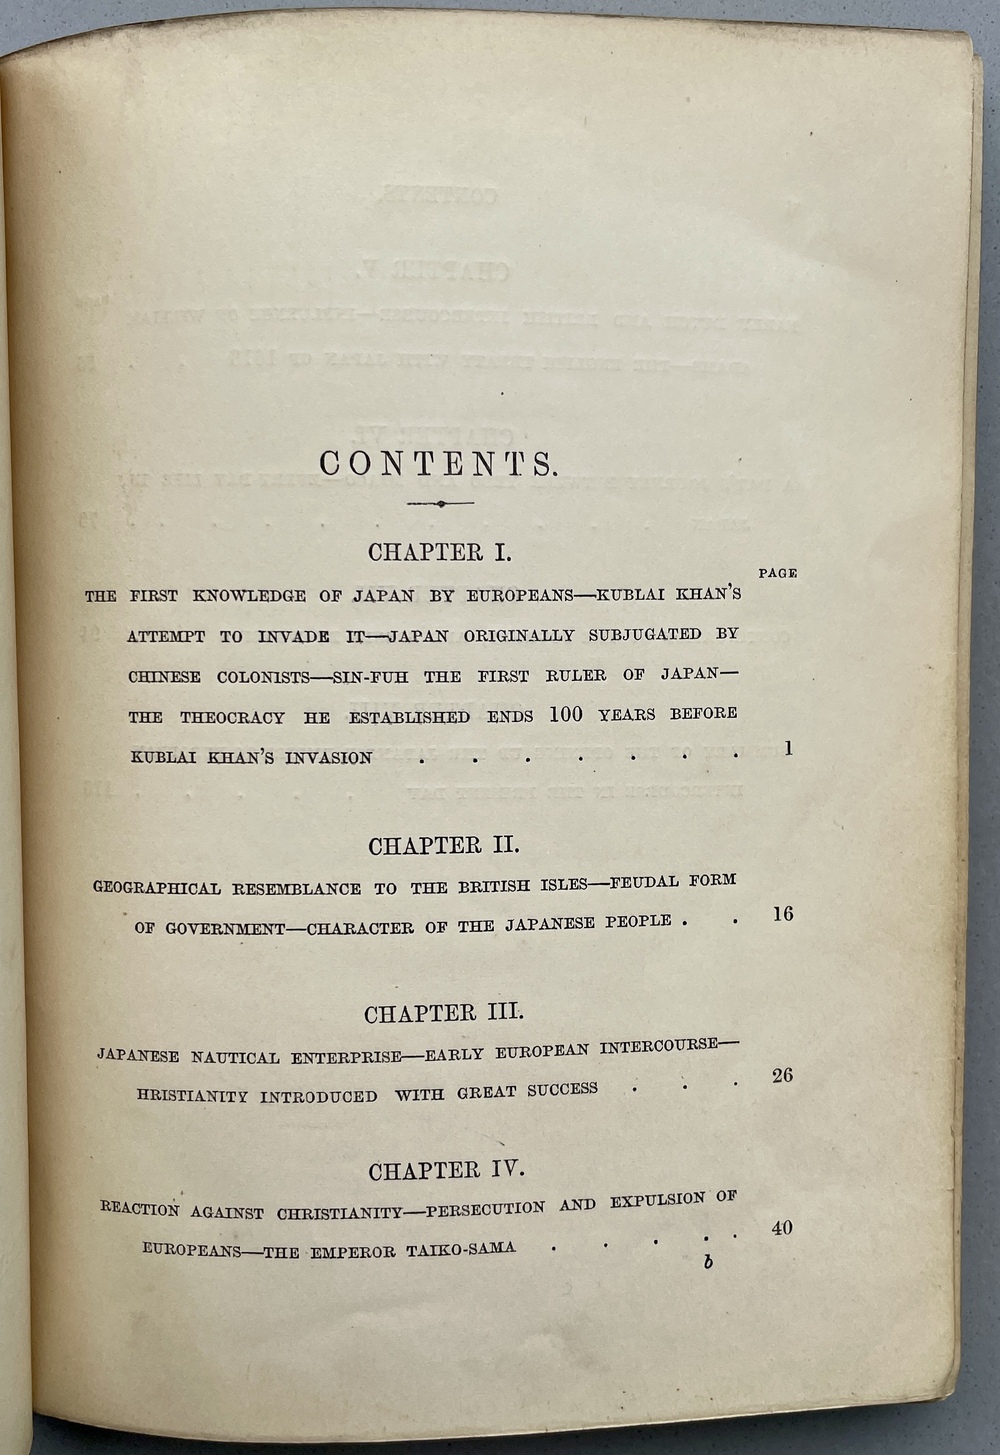 CONTENTS.
CHAPTER I.
PAGE
THE FIRST KNOWLEDGE OF JAPAN BY EUROPEANS—KUBLAI KHAN'S
ATTEMPT TO INVADE IT—JAPAN ORIGINALLY SUBJUGATED BY
CHINESE COLONISTS—SIN-FUH THE FIRST RULER OF JAPAN—
THE THEOCRACY HE ESTABLISHED ENDS 100 YEARS BEFORE
KUBLAI KHAN'S INVASION . . . . . . . 1
CHAPTER II.
GEOGRAPHICAL RESEMBLANCE TO THE BRITISH ISLES—FEUDAL FORM
OF GOVERNMENT—CHARACTER OF THE JAPANESE PEOPLE . . 16
CHAPTER III.
JAPANESE NAUTICAL ENTERPRISE—EARLY EUROPEAN INTERCOURSE—
HRISTIANITY INTRODUCED WITH GREAT SUCCESS . . . 26
CHAPTER IV.
REACTION AGAINST CHRISTIANITY—PERSECUTION AND EXPULSION OF
EUROPEANS—THE EMPEROR TAIKO-SAMA . . . . . 40
b